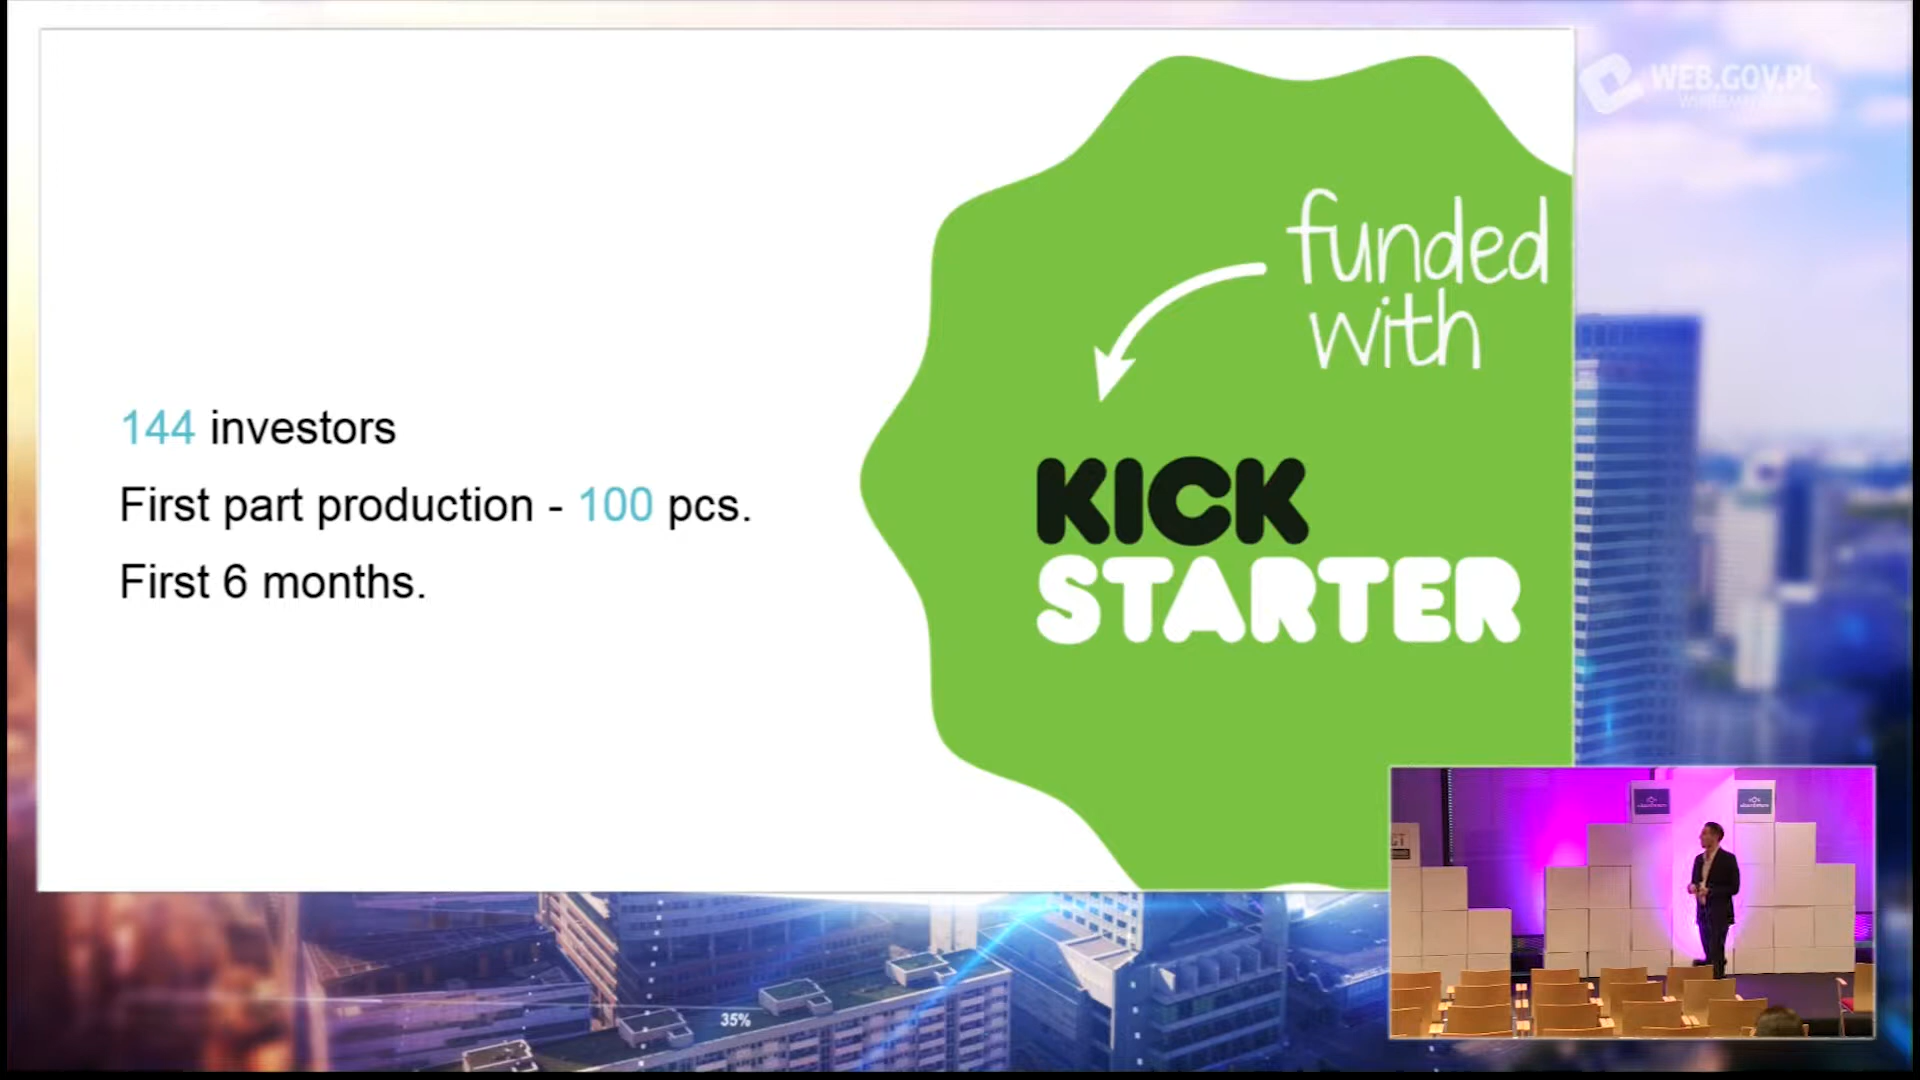 WEB.GOV.PL
funded
with
144 investors
First part production - 100 pcs.
First 6 months.
KICK
STARTER
35%